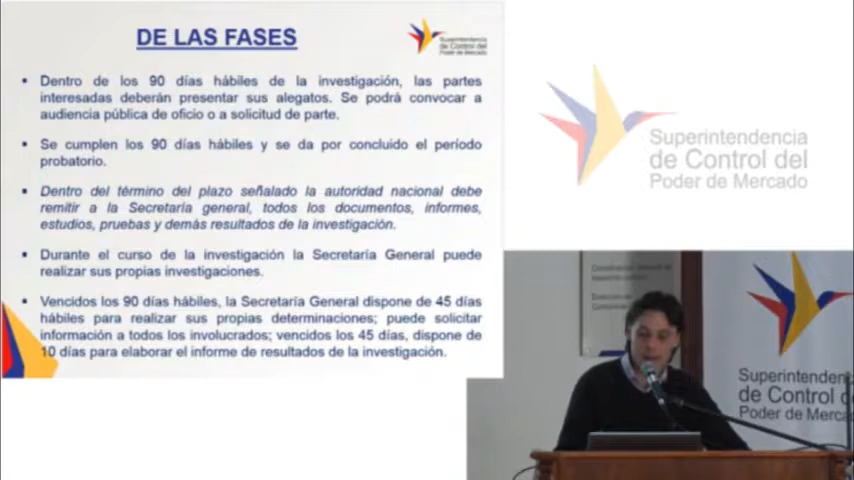 DE LAS FASES
Superintendencia
de Control del
Poder de Mercado
Dentro de los 90 días hábiles de la investigación, las partes
interesadas deberán presentar sus alegatos. Se podrá convocar a
audiencia pública de oficio o a solicitud de parte.
Se cumplen los 90 días hábiles y se da por concluido el período
probatorio.
Dentro del término del plazo señalado la autoridad nacional debe
remitir a la Secretaría general, todos los documentos, informes,
estudios, pruebas y demás resultados de la investigación.
Durante el curso de la investigación la Secretaría General puede
realizar sus propias investigaciones.
Vencidos los 90 días hábiles, la Secretaría General dispone de 45 días
hábiles para realizar sus propias determinaciones; puede solicitar
información a todos los involucrados; vencidos los 45 días, dispone de
10 días para elaborar el informe de resultados de la investigación.
Superintendencia
de Control del
Poder de Mercado
Superintendenc
de Control d
Poder de Merca